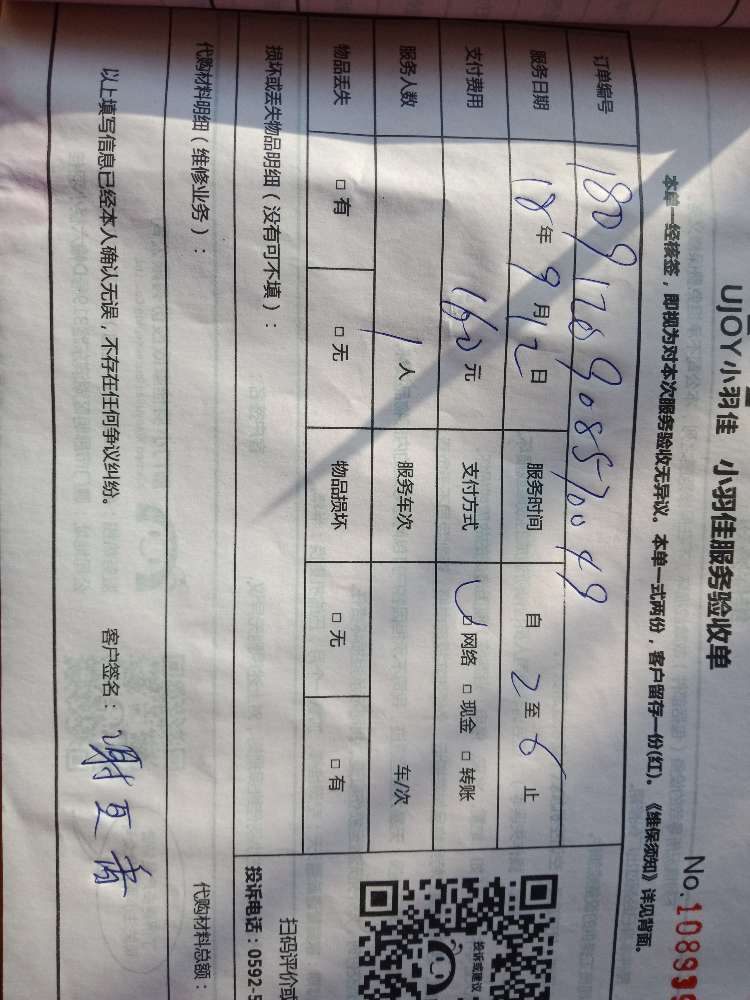 UJOY小羽佳 小羽佳服务验收单
No.10893
本单一经核签，即视为对本次服务验收无异议。本单一式两份，客户留存一份(红)。《维保须知》详见背面。
订单编号 180912690857049
服务日期 18年9月12日 服务时间 自2至6止
支付费用 160元 支付方式 □网络 □现金 □转账
服务人数 1人 服务车次 车/次
物品丢失 □有 □无 物品损坏 □无 □有
损坏或丢失物品明细（没有可不填）：
扫码评价或
投诉或建议
投诉电话：0592-5
代购材料明细（维修业务）： 代购材料总额：
以上填写信息已经本人确认无误，不存在任何争议纠纷。 客户签名：谢